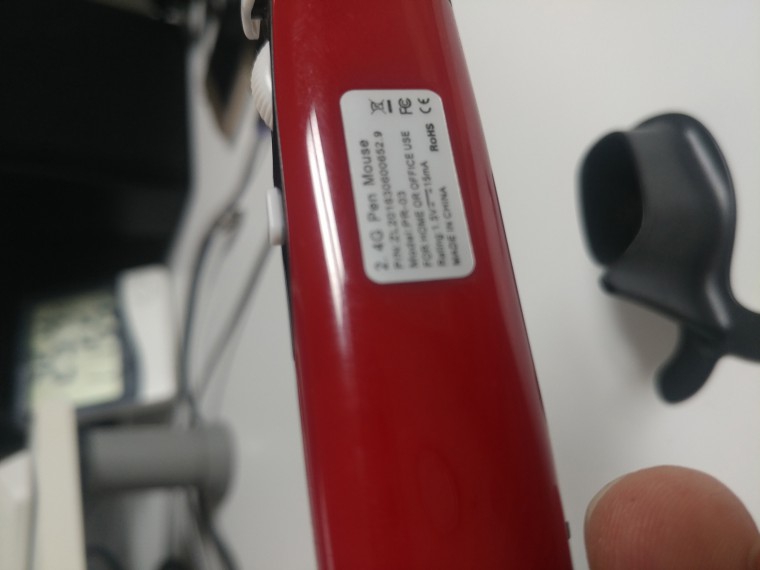 2.4G Pen Mouse
P/N:ZL201830600652.9
Model:PR-03
FOR HOME OR OFFICE USE
Rating:1.5V⎓15mA
MADE IN CHINA
FC CE
RoHS